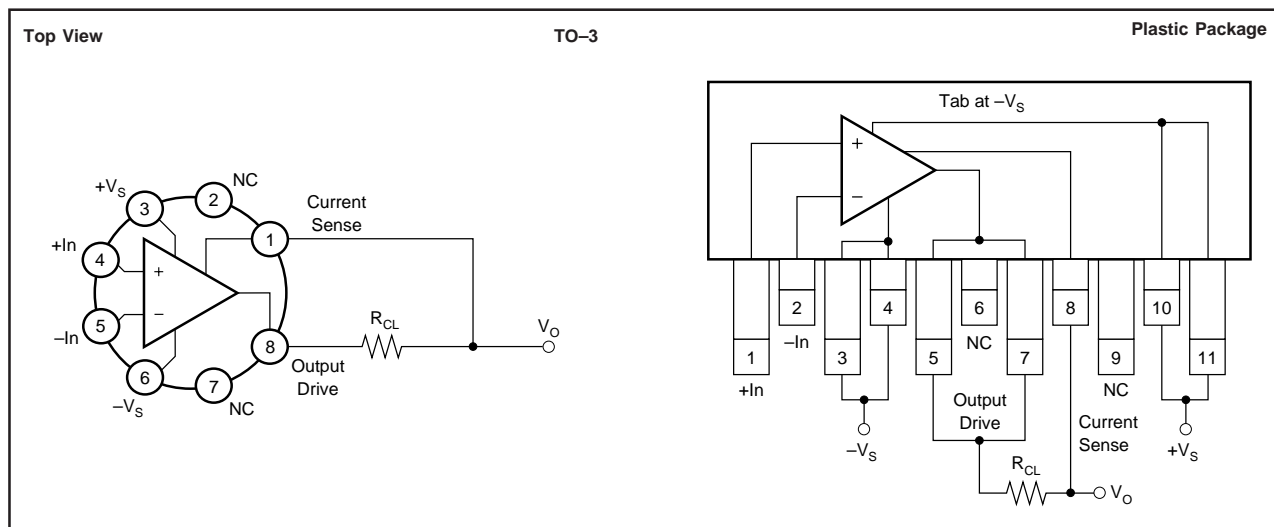 Top View
TO–3
Plastic Package
+VS
NC
3
2
+In
4
1
Current
Sense
+
–
5
–In
8
RCL
VO
Output
Drive
6
7
–VS
NC
Tab at –VS
+
–
1
2
3
4
5
6
7
8
9
10
11
+In
–In
NC
NC
–VS
Output
Drive
Current
Sense
+VS
RCL
VO